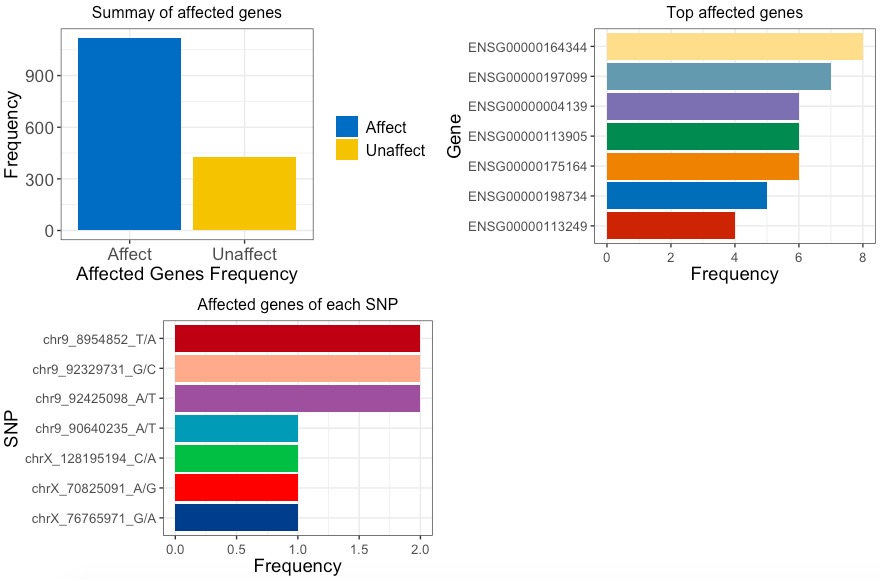 Summay of affected genes
Frequency
900
600
300
0
Affect
Unaffect
Affected Genes Frequency
Affect
Unaffect
Top affected genes
Gene
ENSG00000164344
ENSG00000197099
ENSG00000004139
ENSG00000113905
ENSG00000175164
ENSG00000198734
ENSG00000113249
0 2 4 6 8
Frequency
Affected genes of each SNP
SNP
chr9_8954852_T/A
chr9_92329731_G/C
chr9_92425098_A/T
chr9_90640235_A/T
chrX_128195194_C/A
chrX_70825091_A/G
chrX_76765971_G/A
0.0 0.5 1.0 1.5 2.0
Frequency